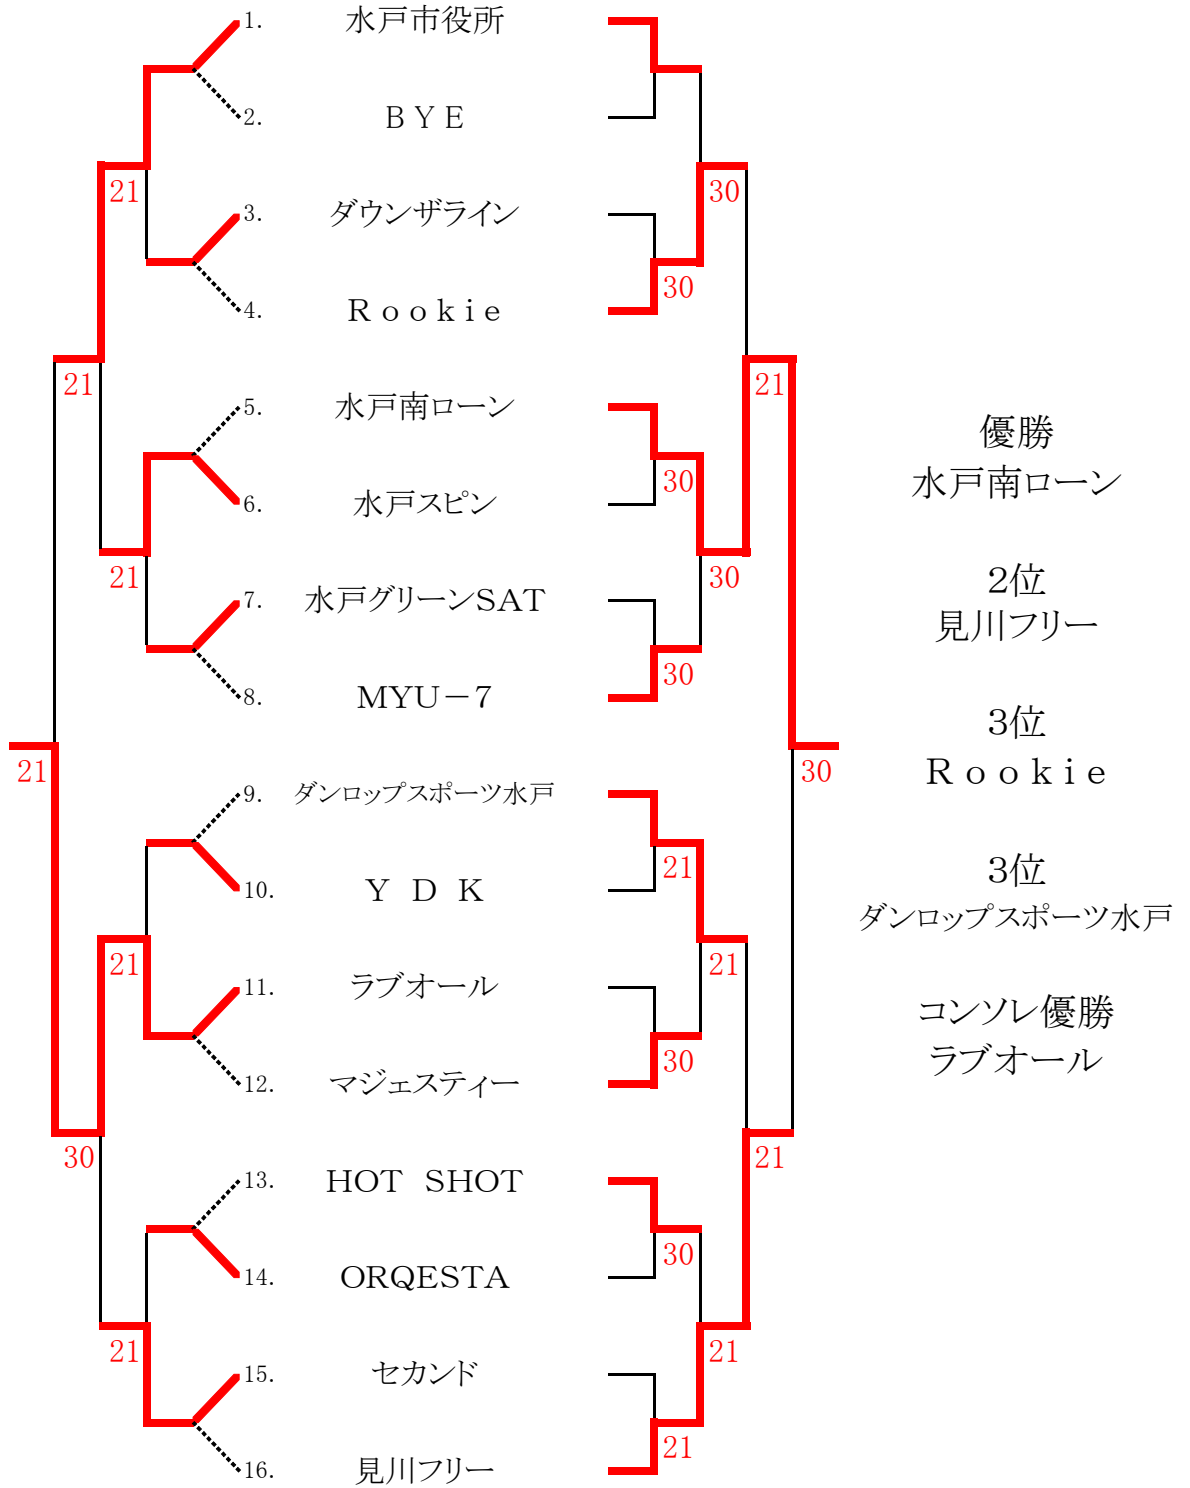 1. 水戸市役所
2. ＢＹＥ
21 30
3. ダウンザライン
30
4. Ｒｏｏｋｉｅ
21 21
5. 水戸南ローン
30
6. 水戸スピン
21 30
7. 水戸グリーンSAT
30
8. MYU－7
21 30
9. ダンロップスポーツ水戸
21
10. Ｙ Ｄ Ｋ
21 21
11. ラブオール
30
12. マジェスティー
30 21
13. HOT SHOT
30
14. ORQESTA
21 21
15. セカンド
21
16. 見川フリー
優勝
水戸南ローン
2位
見川フリー
3位
Ｒｏｏｋｉｅ
3位
ダンロップスポーツ水戸
コンソレ優勝
ラブオール